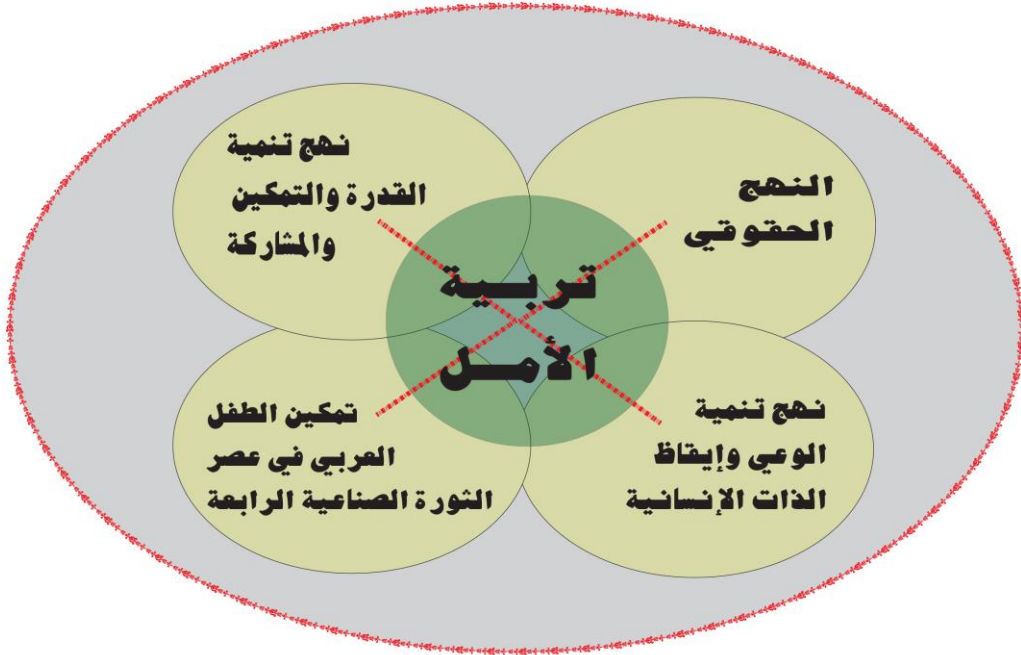 النهج
الحقوقي
نهج تنمية
القدرة والتمكين
والمشاركة
تربية
الأمل
نهج تنمية
الوعي وإيقاظ
الذات الإنسانية
تمكين الطفل
العربي في عصر
الثورة الصناعية الرابعة